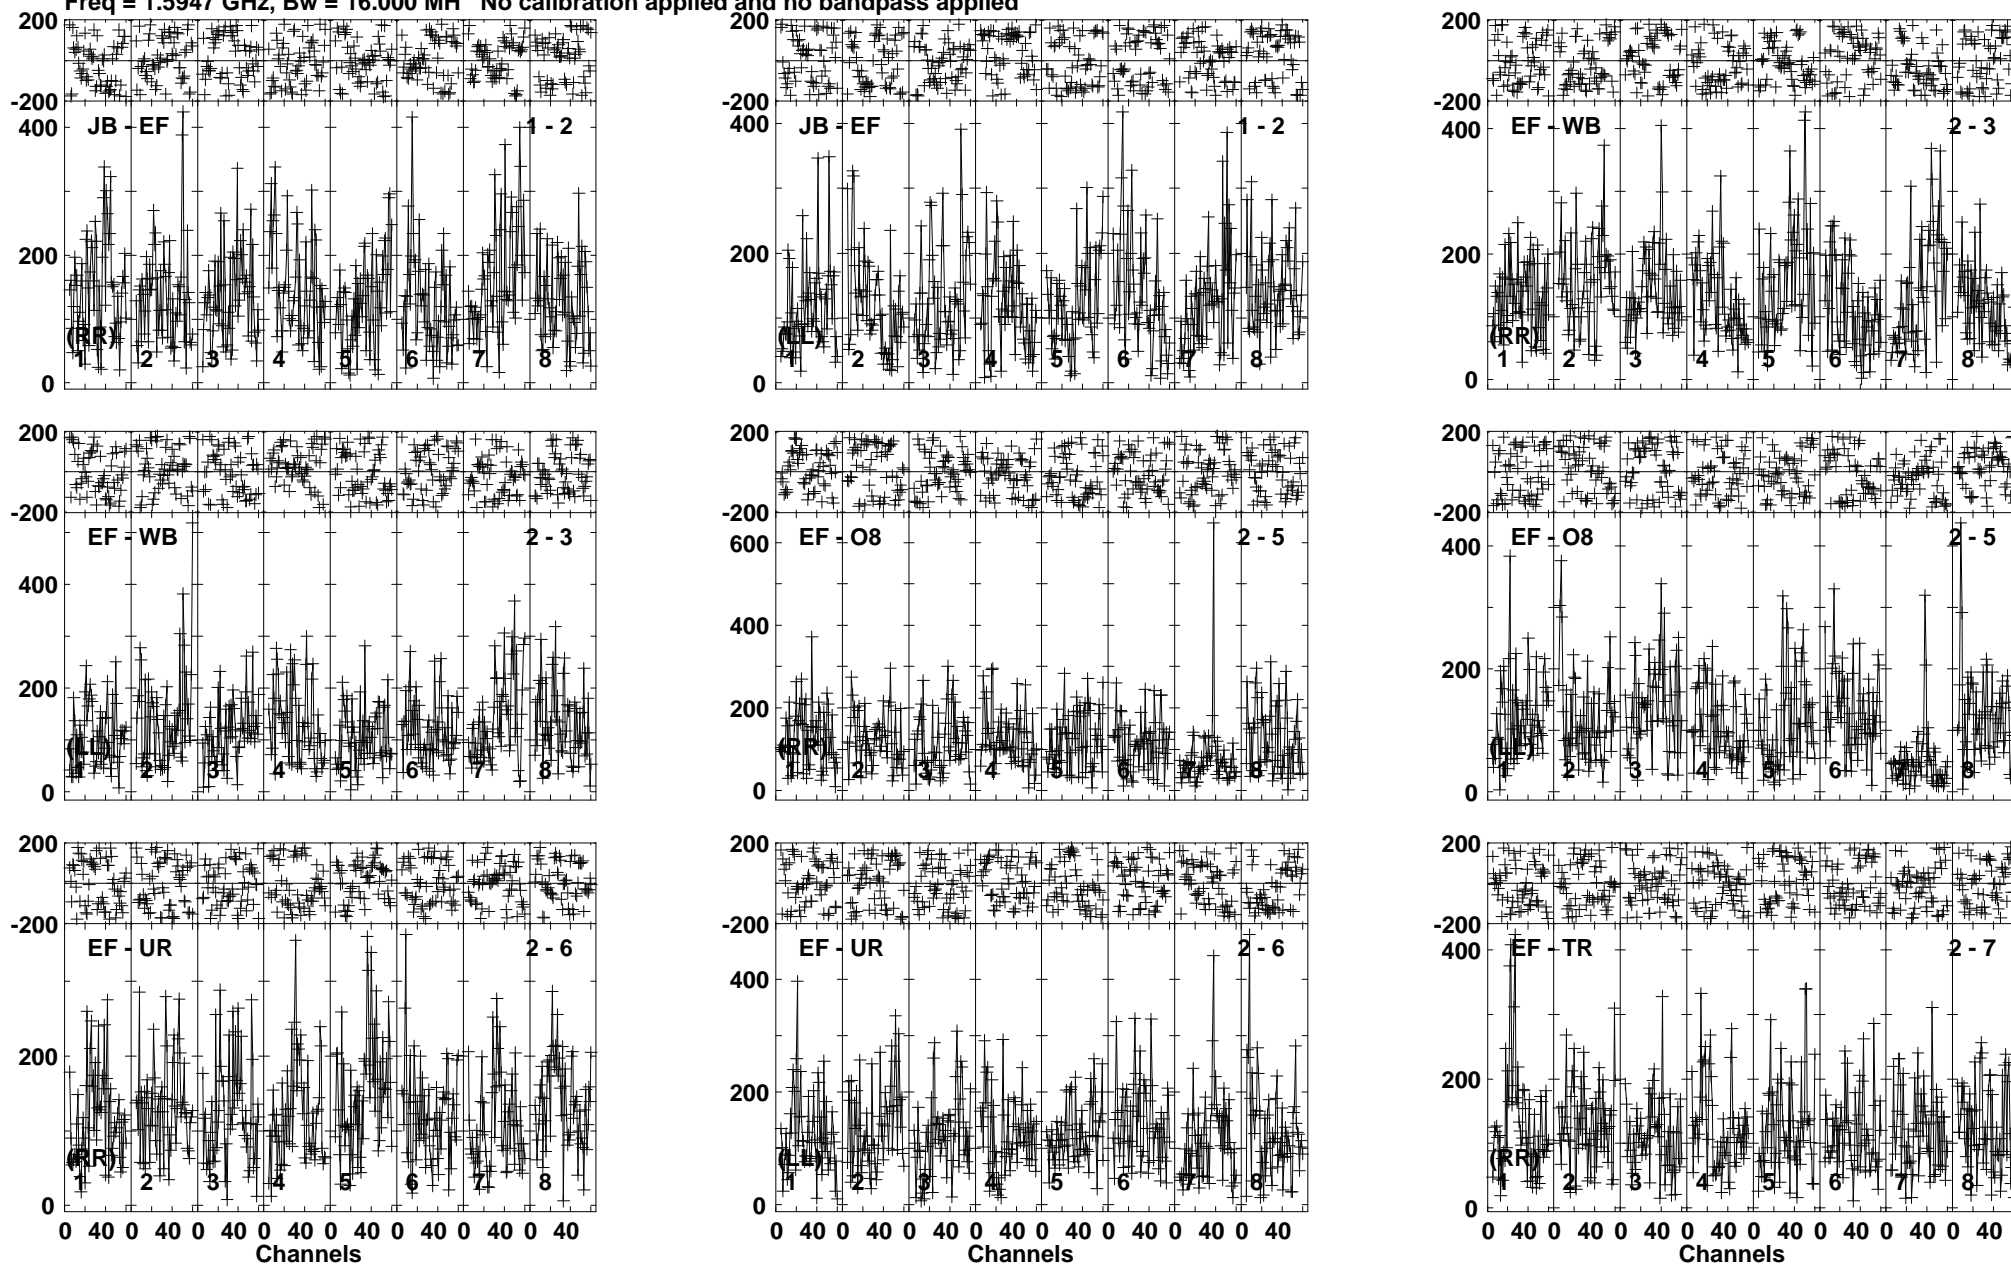 Freq = 1.5947 GHz, Bw = 16.000 MH No calibration applied and no bandpass applied
200 200 200
-200 -200 -200
400 JB - EF 1 - 2 400 JB - EF 1 - 2 400 EF - WB 2 - 3
200 200 200
(RR) (LL) (RR)
1 2 3 4 5 6 7 8 1 2 3 4 5 6 7 8 1 2 3 4 5 6 7 8
0 0 0
200 200 200
-200 -200 -200
EF - WB 2 - 3 600 EF - O8 2 - 5 400 EF - O8 2 - 5
400 400
200 200 200
(LL) (RR) (LL)
1 2 3 4 5 6 7 8 1 2 3 4 5 6 7 8 1 2 3 4 5 6 7 8
0 0 0
200 200 200
-200 -200 -200
EF - UR 2 - 6 400 EF - UR 2 - 6 400 EF - TR 2 - 7
200 200 200
(RR) (LL) (RR)
1 2 3 4 5 6 7 8 1 2 3 4 5 6 7 8 1 2 3 4 5 6 7 8
0 0 0
0 40 0 40 0 40 0 40 0 40 0 40 0 40 0 40 0 40 0 40 0 40 0 40 0 40 0 40 0 40 0 40 0 40 0 40 0 40 0 40 0 40 0 40 0 40 0 40
Channels Channels Channels